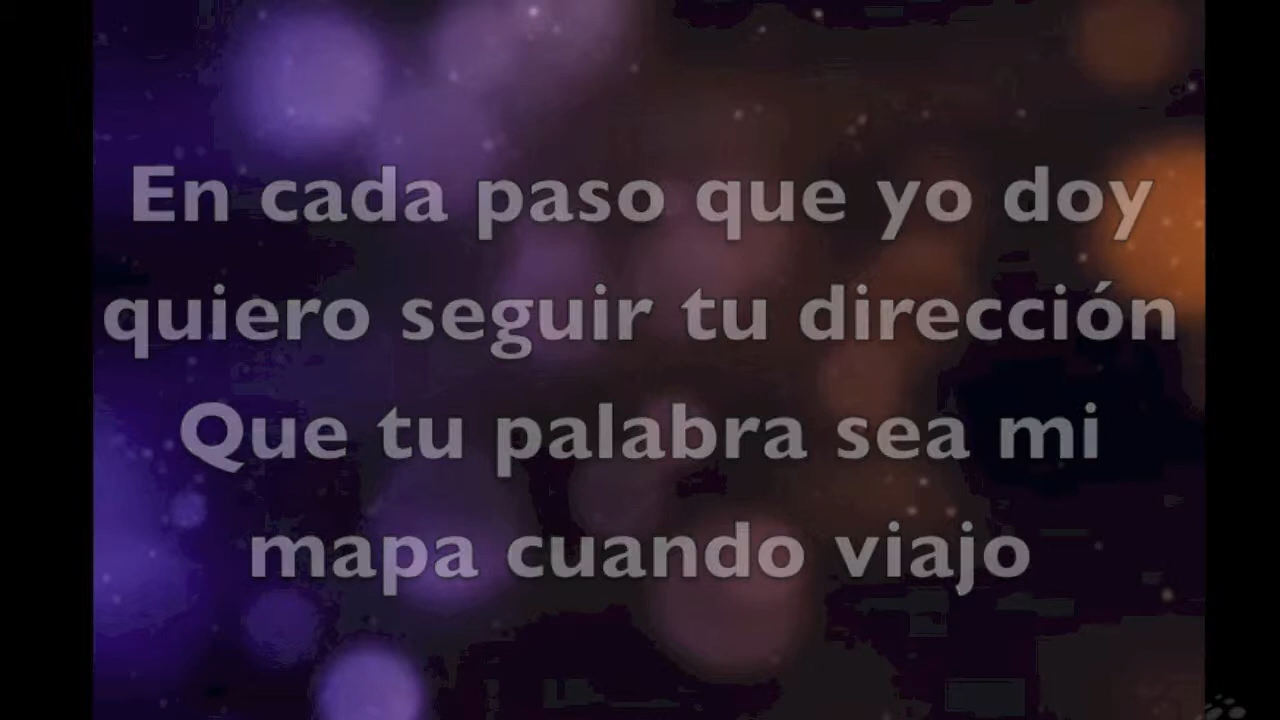 En cada paso que yo doy
quiero seguir tu dirección
Que tu palabra sea mi
mapa cuando viajo